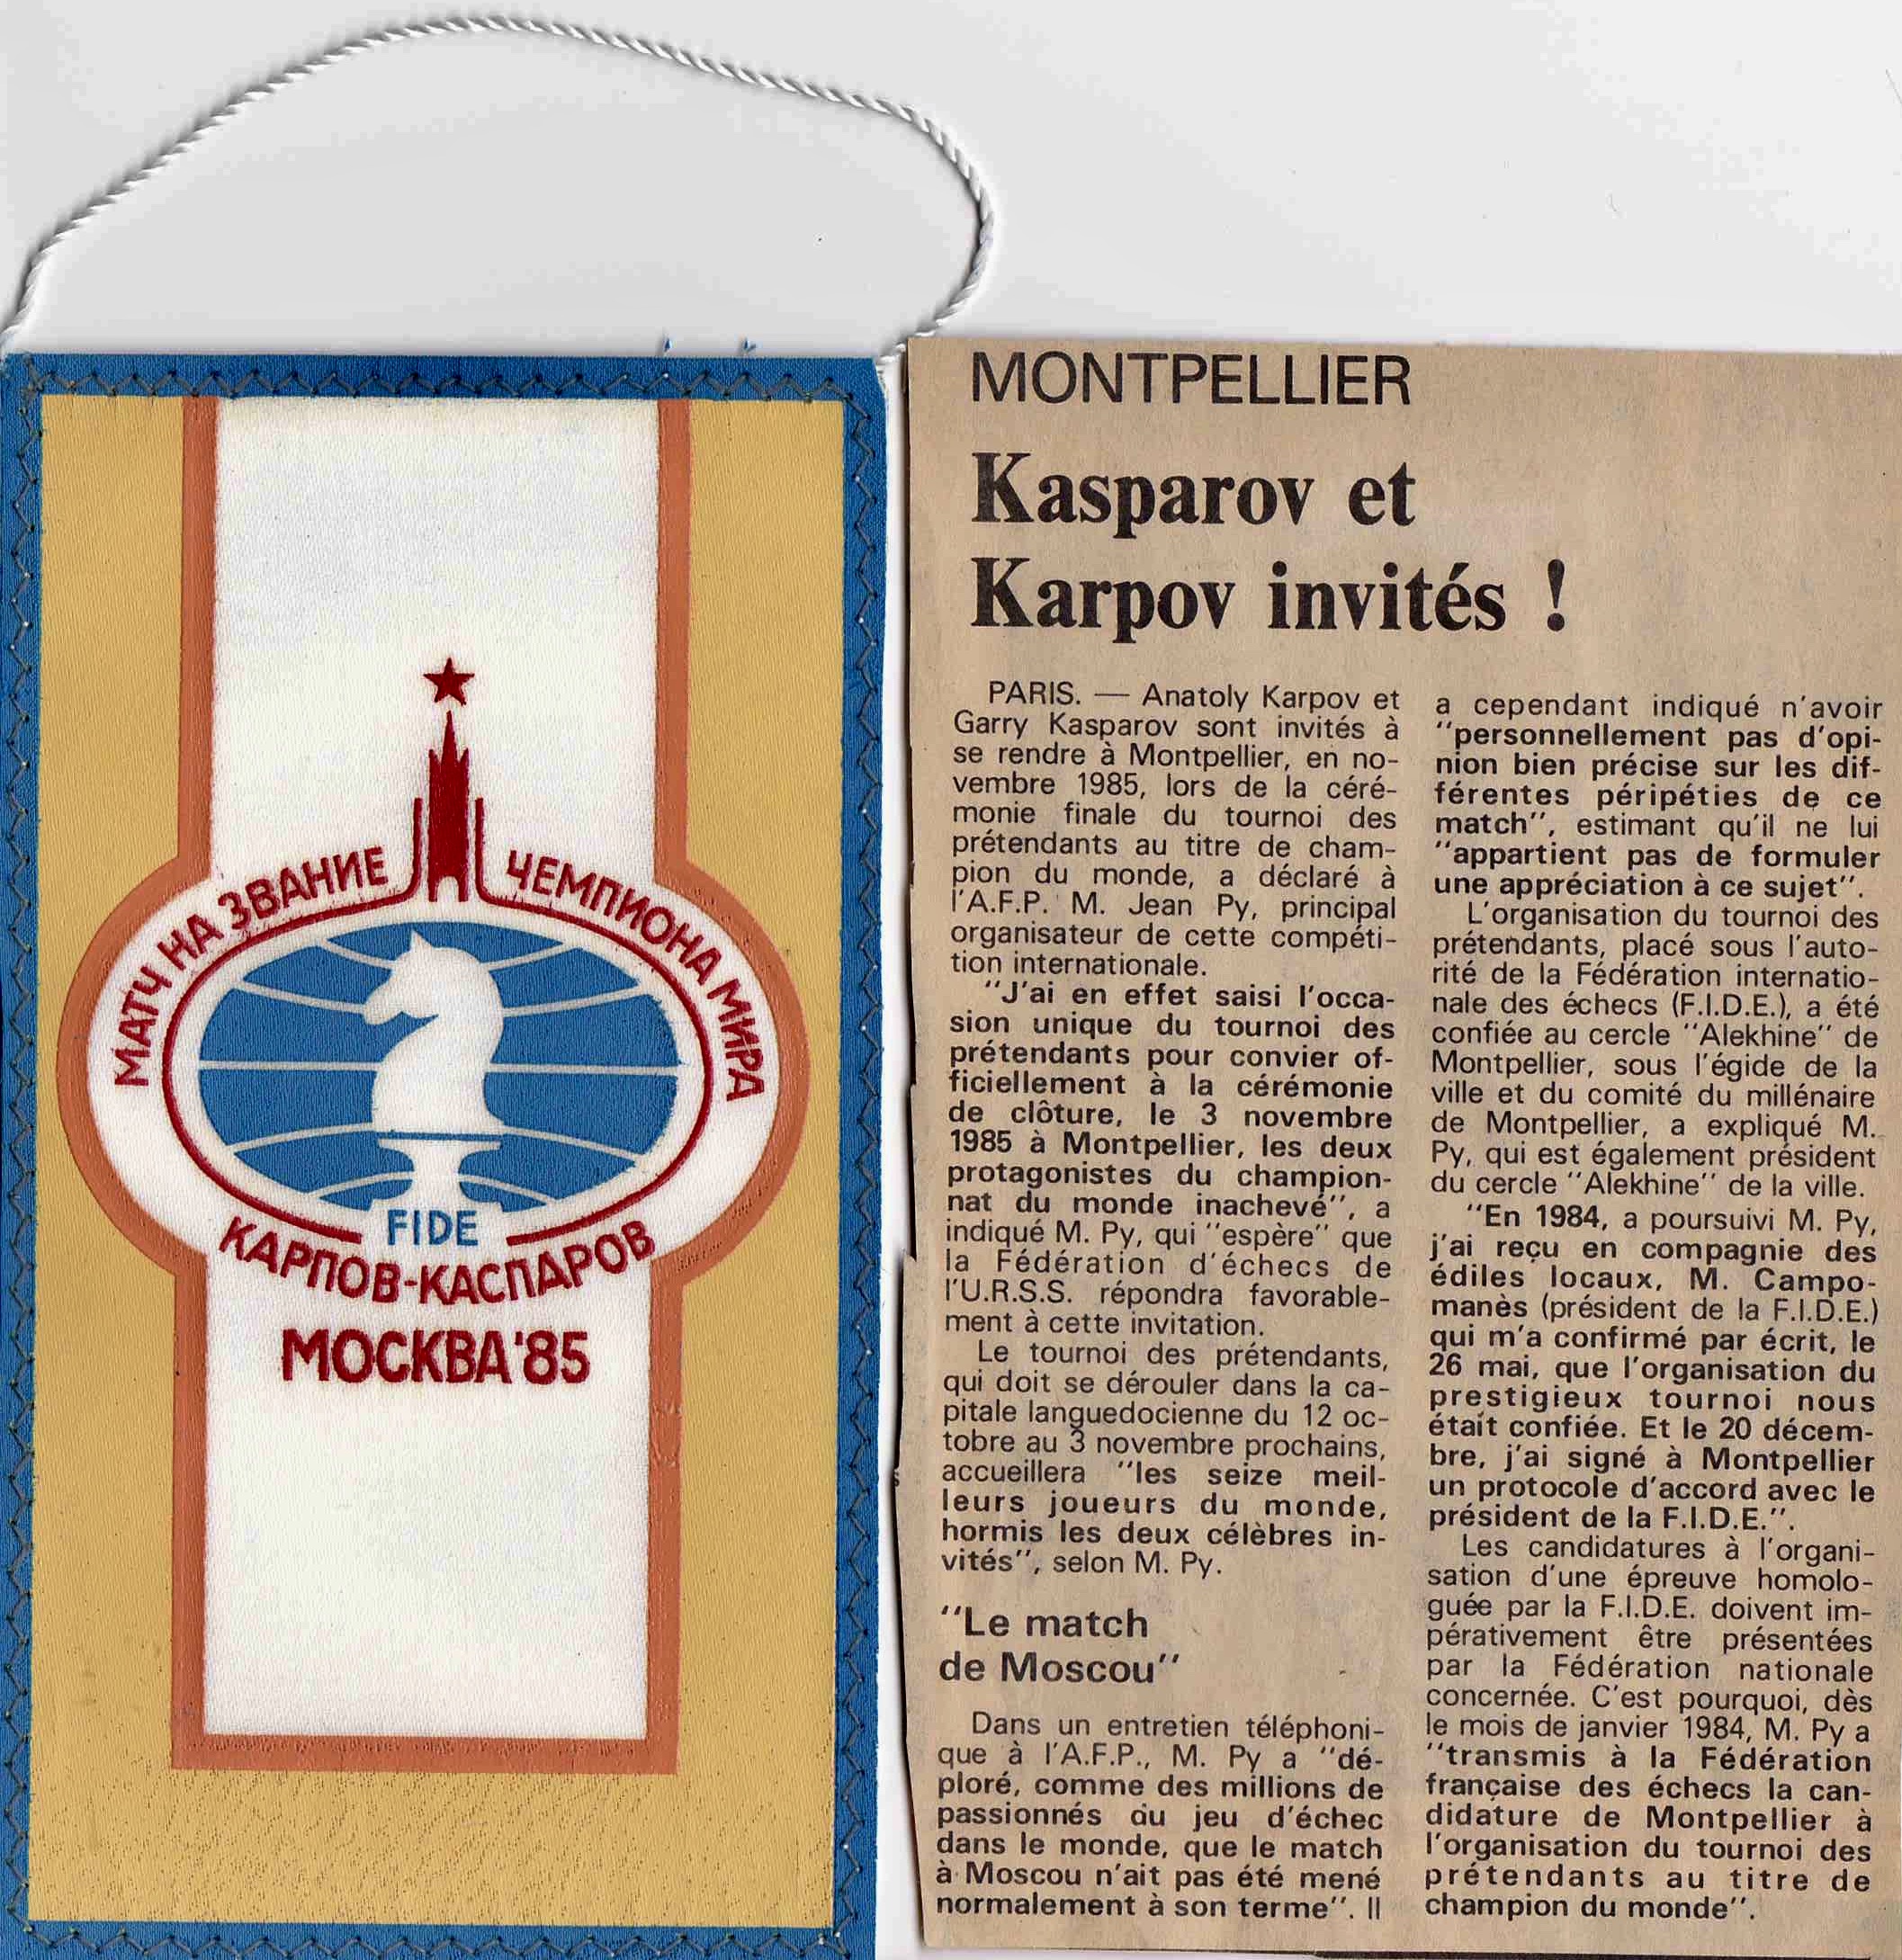 МАТЧ НА ЗВАНИЕ ЧЕМПИОНА МИРА
FIDE
КАРПОВ-КАСПАРОВ
МОСКВА'85
MONTPELLIER
Kasparov et
Karpov invités !
PARIS. — Anatoly Karpov et
Garry Kasparov sont invités à
se rendre à Montpellier, en no-
vembre 1985, lors de la céré-
monie finale du tournoi des
prétendants au titre de cham-
pion du monde, a déclaré à
l'A.F.P. M. Jean Py, principal
organisateur de cette compéti-
tion internationale.
"J'ai en effet saisi l'occa-
sion unique du tournoi des
prétendants pour convier of-
ficiellement à la cérémonie
de clôture, le 3 novembre
1985 à Montpellier, les deux
protagonistes du champion-
nat du monde inachevé", a
indiqué M. Py, qui "espère" que
la Fédération d'échecs de
l'U.R.S.S. répondra favorable-
ment à cette invitation.
Le tournoi des prétendants,
qui doit se dérouler dans la ca-
pitale languedocienne du 12 oc-
tobre au 3 novembre prochains,
accueillera "les seize meil-
leurs joueurs du monde,
hormis les deux célèbres in-
vités", selon M. Py.
"Le match
de Moscou"
Dans un entretien téléphoni-
que à l'A.F.P., M. Py a "dé-
ploré, comme des millions de
passionnés du jeu d'échec
dans le monde, que le match
à Moscou n'ait pas été mené
normalement à son terme". Il
a cependant indiqué n'avoir
"personnellement pas d'opi-
nion bien précise sur les dif-
férentes péripéties de ce
match", estimant qu'il ne lui
"appartient pas de formuler
une appréciation à ce sujet".
L'organisation du tournoi des
prétendants, placé sous l'auto-
rité de la Fédération internatio-
nale des échecs (F.I.D.E.), a été
confiée au cercle "Alekhine" de
Montpellier, sous l'égide de la
ville et du comité du millénaire
de Montpellier, a expliqué M.
Py, qui est également président
du cercle "Alekhine" de la ville.
"En 1984, a poursuivi M. Py,
j'ai reçu en compagnie des
édiles locaux, M. Campo-
manès (président de la F.I.D.E.)
qui m'a confirmé par écrit, le
26 mai, que l'organisation du
prestigieux tournoi nous
était confiée. Et le 20 décem-
bre, j'ai signé à Montpellier
un protocole d'accord avec le
président de la F.I.D.E.".
Les candidatures à l'organi-
sation d'une épreuve homolo-
guée par la F.I.D.E. doivent im-
pérativement être présentées
par la Fédération nationale
concernée. C'est pourquoi, dès
le mois de janvier 1984, M. Py a
"transmis à la Fédération
française des échecs la can-
didature de Montpellier à
l'organisation du tournoi des
prétendants au titre de
champion du monde".